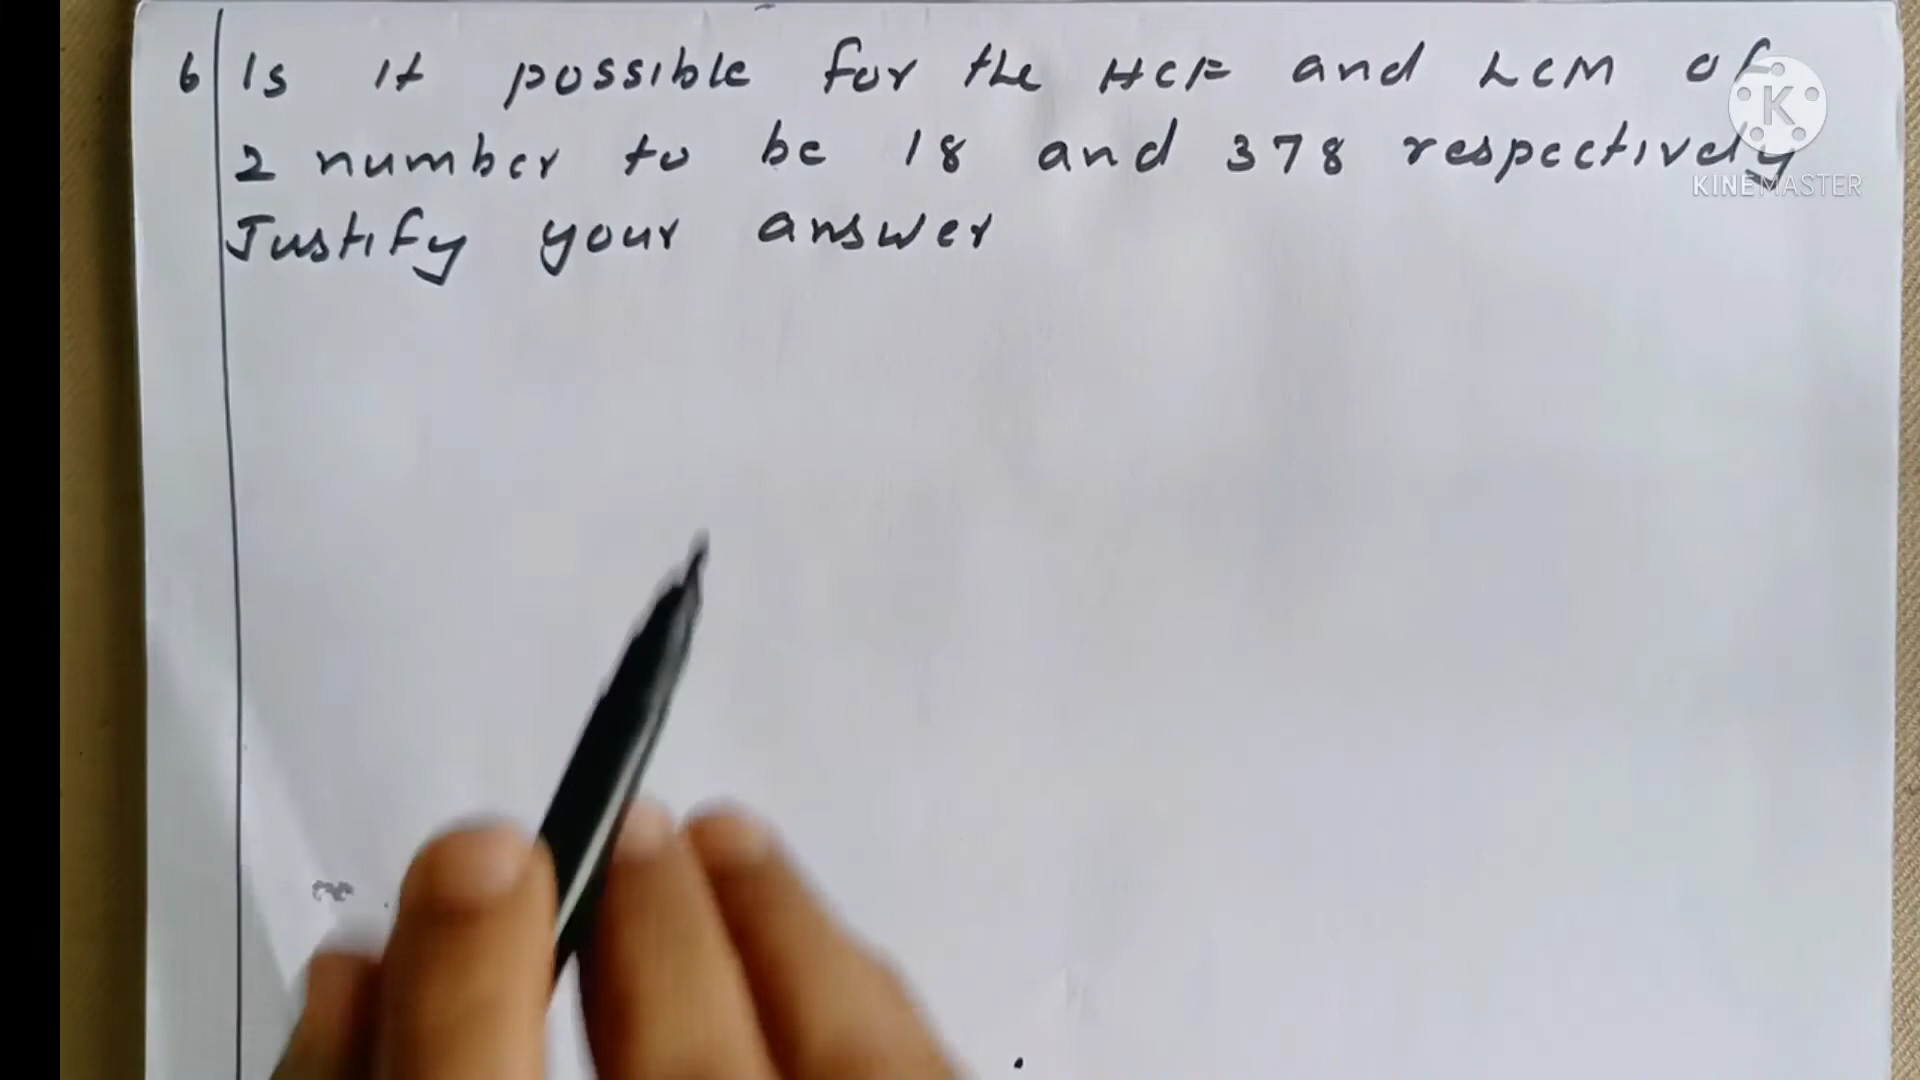 6 Is it possible for the HCF and LCM of
2 number to be 18 and 378 respectively
Justify your answer
K
KINEMASTER